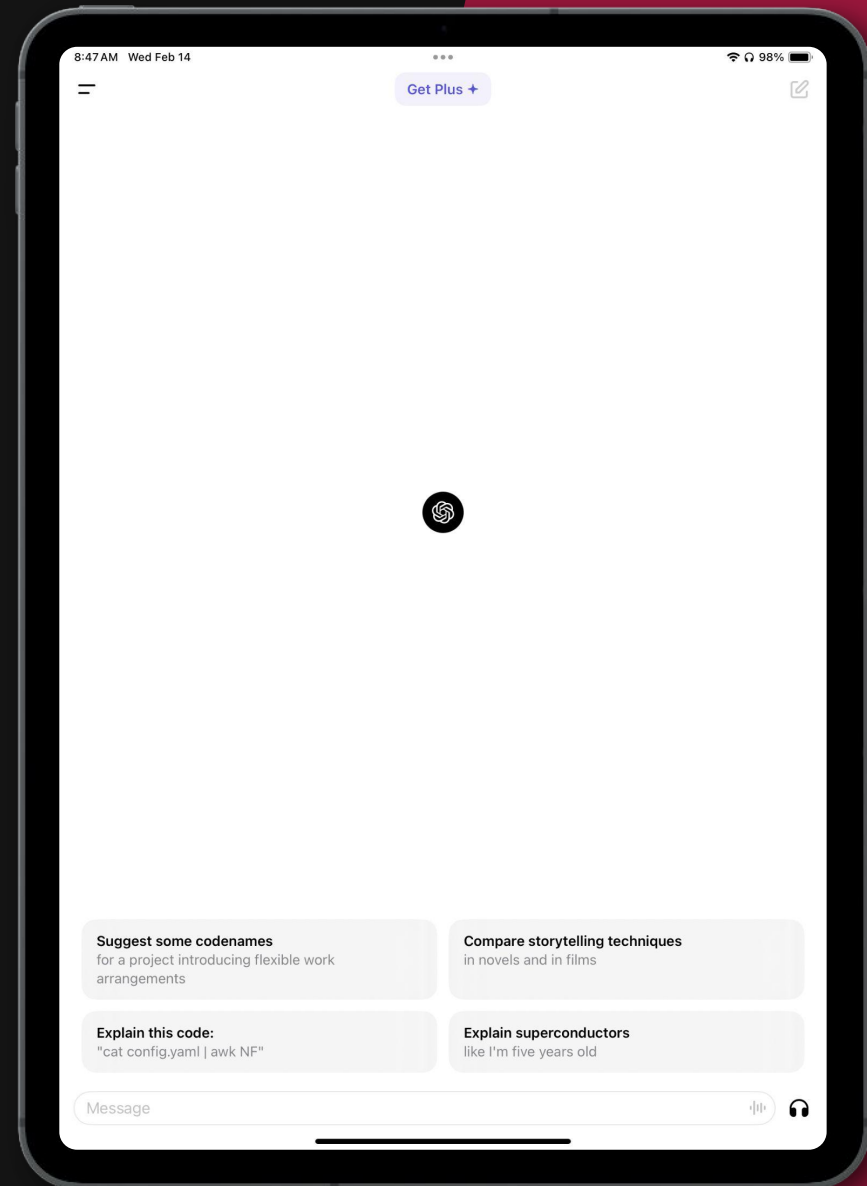 8:47 AM Wed Feb 14
98%
Get Plus
Suggest some codenames
for a project introducing flexible work
arrangements
Compare storytelling techniques
in novels and in films
Explain this code:
"cat config.yaml | awk NF"
Explain superconductors
like I'm five years old
Message